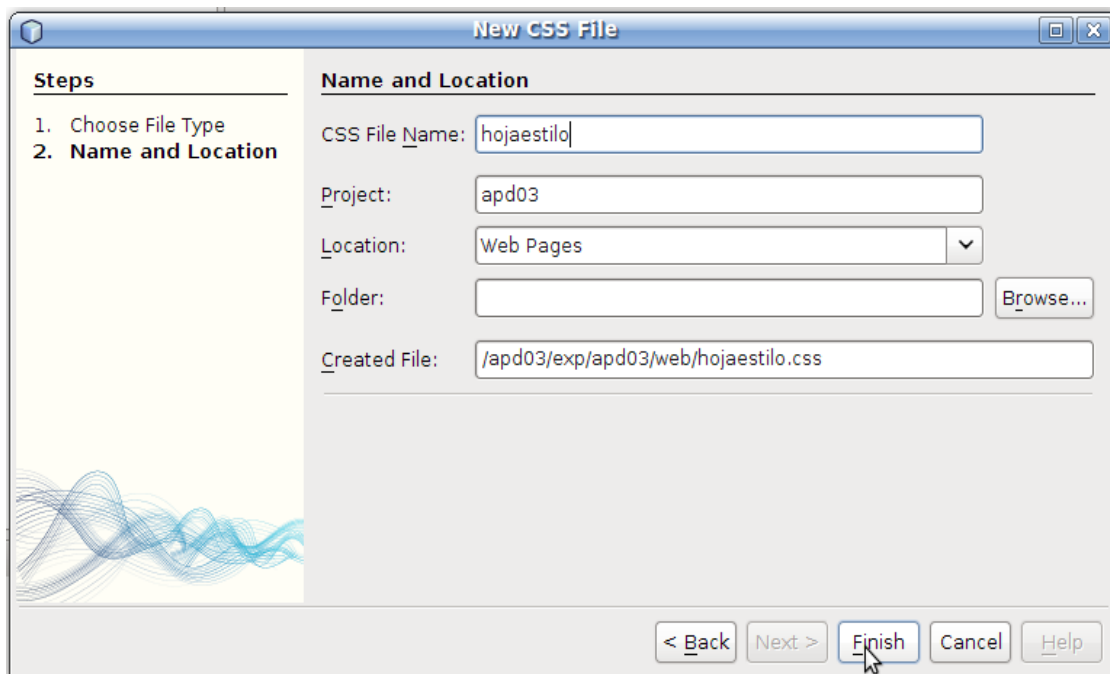 New CSS File
Steps
1. Choose File Type
2. Name and Location
Name and Location
CSS File Name: hojaestilo
Project: apd03
Location: Web Pages
Folder: Browse...
Created File: /apd03/exp/apd03/web/hojaestilo.css
< Back Next > Finish Cancel Help